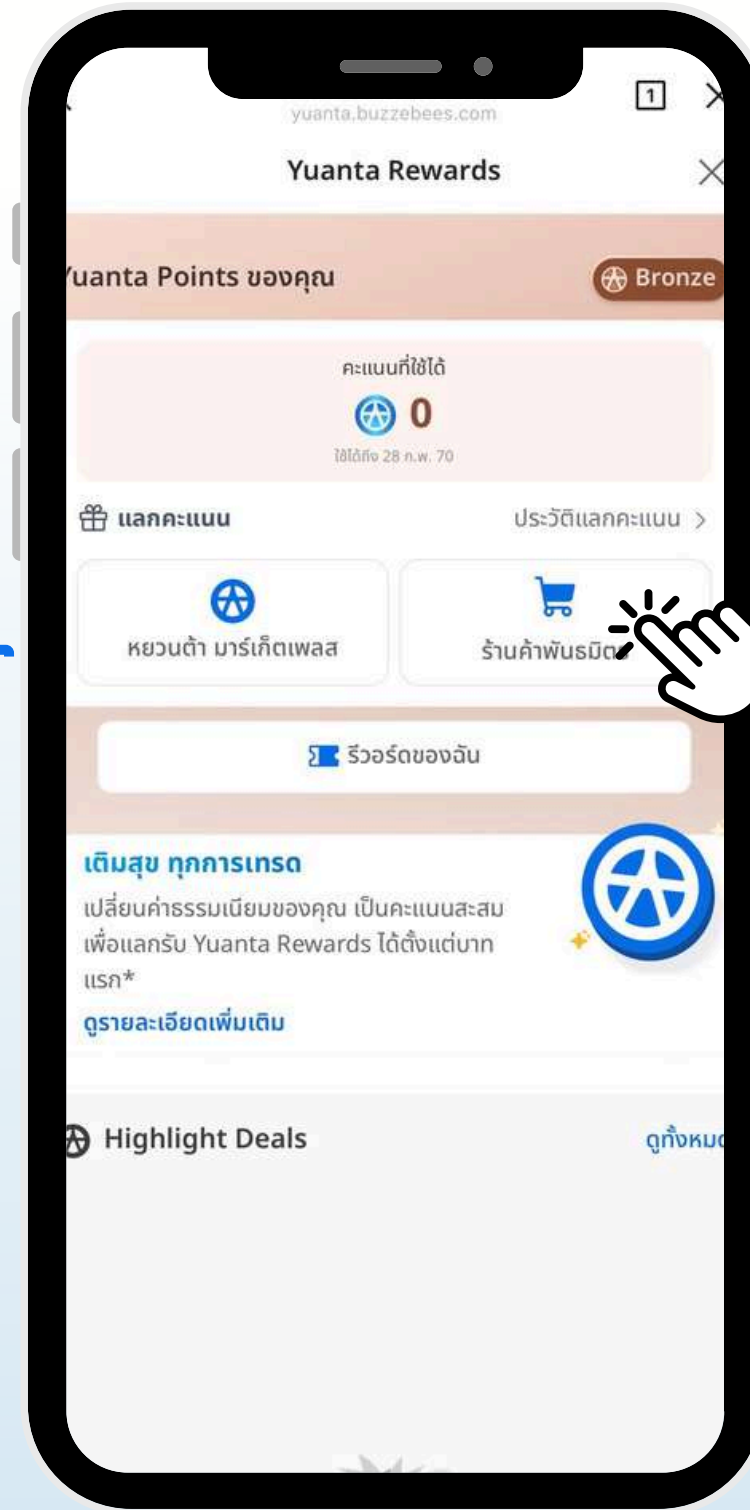 yuanta.buzzebees.com
1
Yuanta Rewards
Yuanta Points ของคุณ
Bronze
คะแนนที่ใช้ได้
0
ใช้ได้ถึง 28 ก.พ. 70
แลกคะแนน
ประวัติแลกคะแนน >
หยวนต้า มาร์เก็ตเพลส
ร้านค้าพันธมิตร
รีวอร์ดของฉัน
เติมสุข ทุกการเทรด
เปลี่ยนค่าธรรมเนียมของคุณ เป็นคะแนนสะสม
เพื่อแลกรับ Yuanta Rewards ได้ตั้งแต่บาท
แรก*
ดูรายละเอียดเพิ่มเติม
Highlight Deals
ดูทั้งหมด